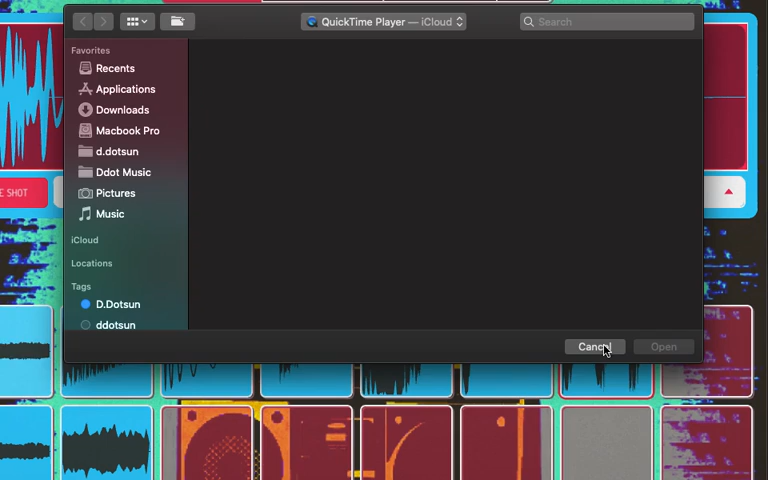 QuickTime Player — iCloud
Search
Favorites
Recents
Applications
Downloads
Macbook Pro
d.dotsun
Ddot Music
Pictures
Music
iCloud
Locations
Tags
D.Dotsun
ddotsun
E SHOT
Cancel
Open